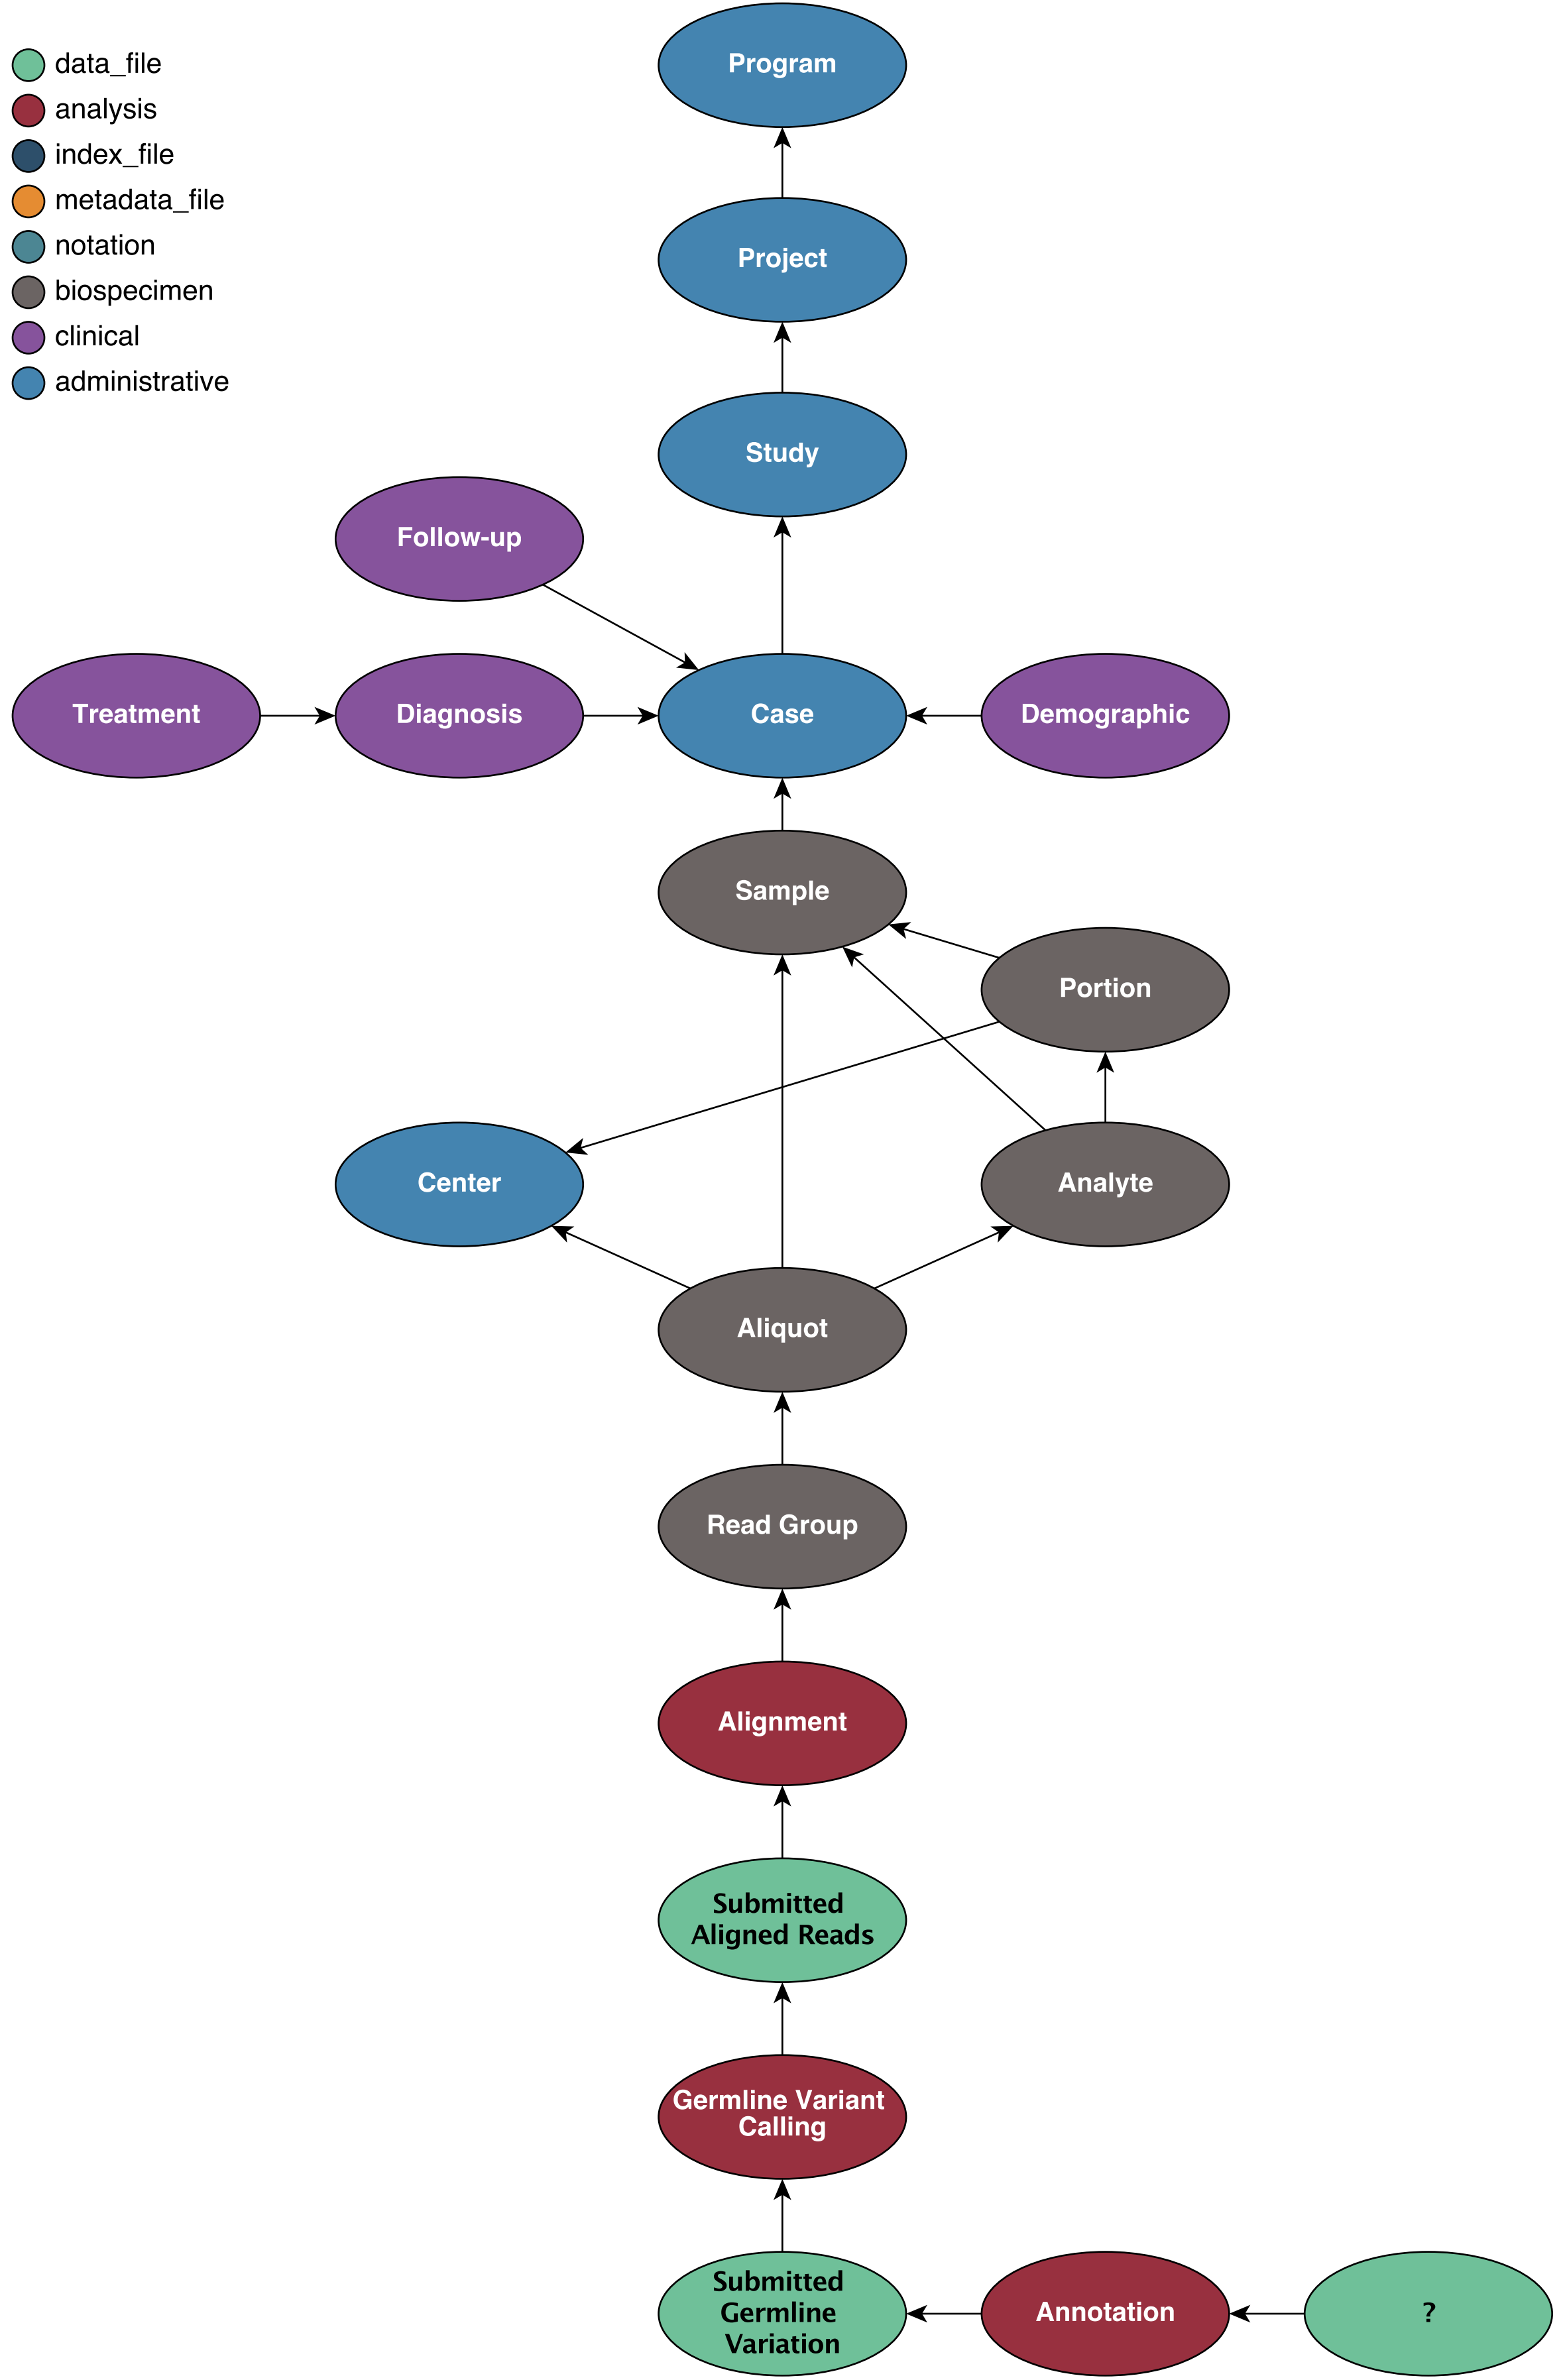 data_file
analysis
index_file
metadata_file
notation
biospecimen
clinical
administrative
Program
Project
Study
Follow-up
Treatment
Diagnosis
Case
Demographic
Sample
Portion
Center
Analyte
Aliquot
Read Group
Alignment
Submitted
Aligned Reads
Germline Variant
Calling
Submitted
Germline
Variation
Annotation
?